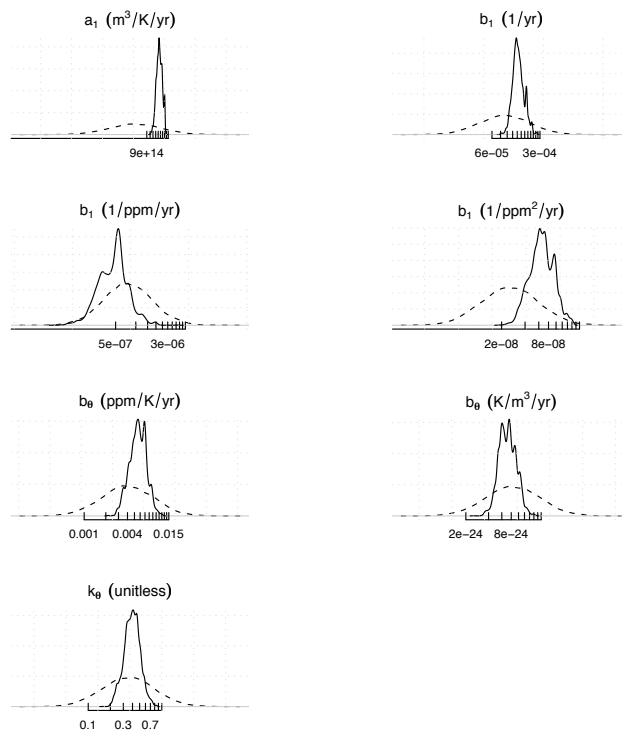 a₁ (m³/K/yr)
b₁ (1/yr)
9e+14
6e−05 3e−04
b₁ (1/ppm/yr)
b₁ (1/ppm²/yr)
5e−07 3e−06
2e−08 8e−08
bθ (ppm/K/yr)
bθ (K/m³/yr)
0.001 0.004 0.015
2e−24 8e−24
kθ (unitless)
0.1 0.3 0.7